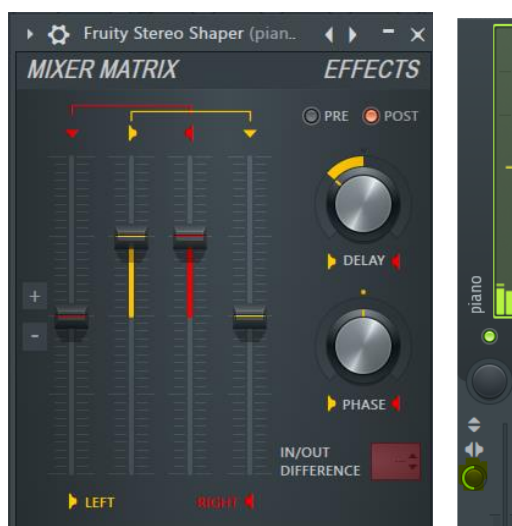 Fruity Stereo Shaper (pian..
MIXER MATRIX
EFFECTS
PRE
POST
DELAY
PHASE
IN/OUT
DIFFERENCE
LEFT
RIGHT
piano